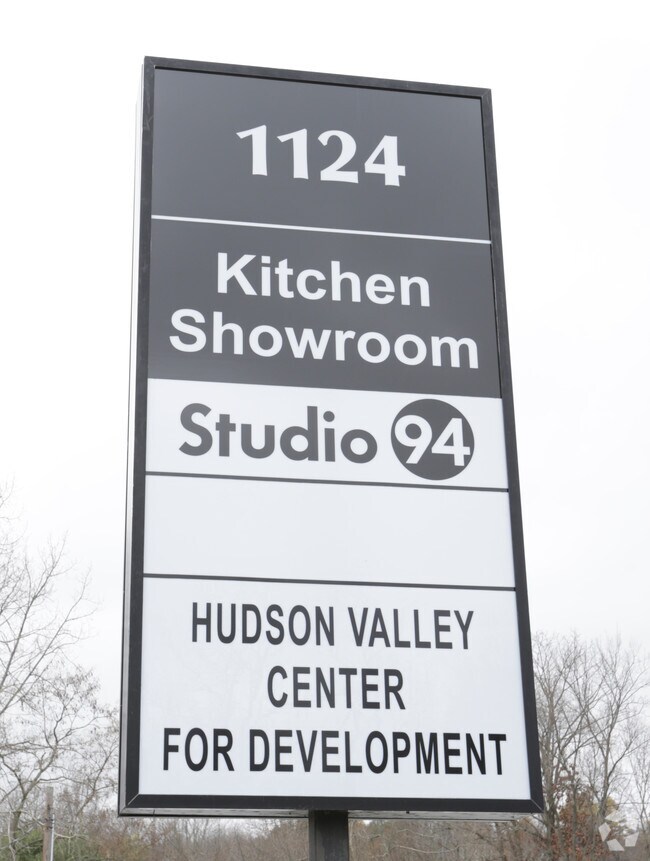 1124
Kitchen
Showroom
Studio 94
HUDSON VALLEY
CENTER
FOR DEVELOPMENT